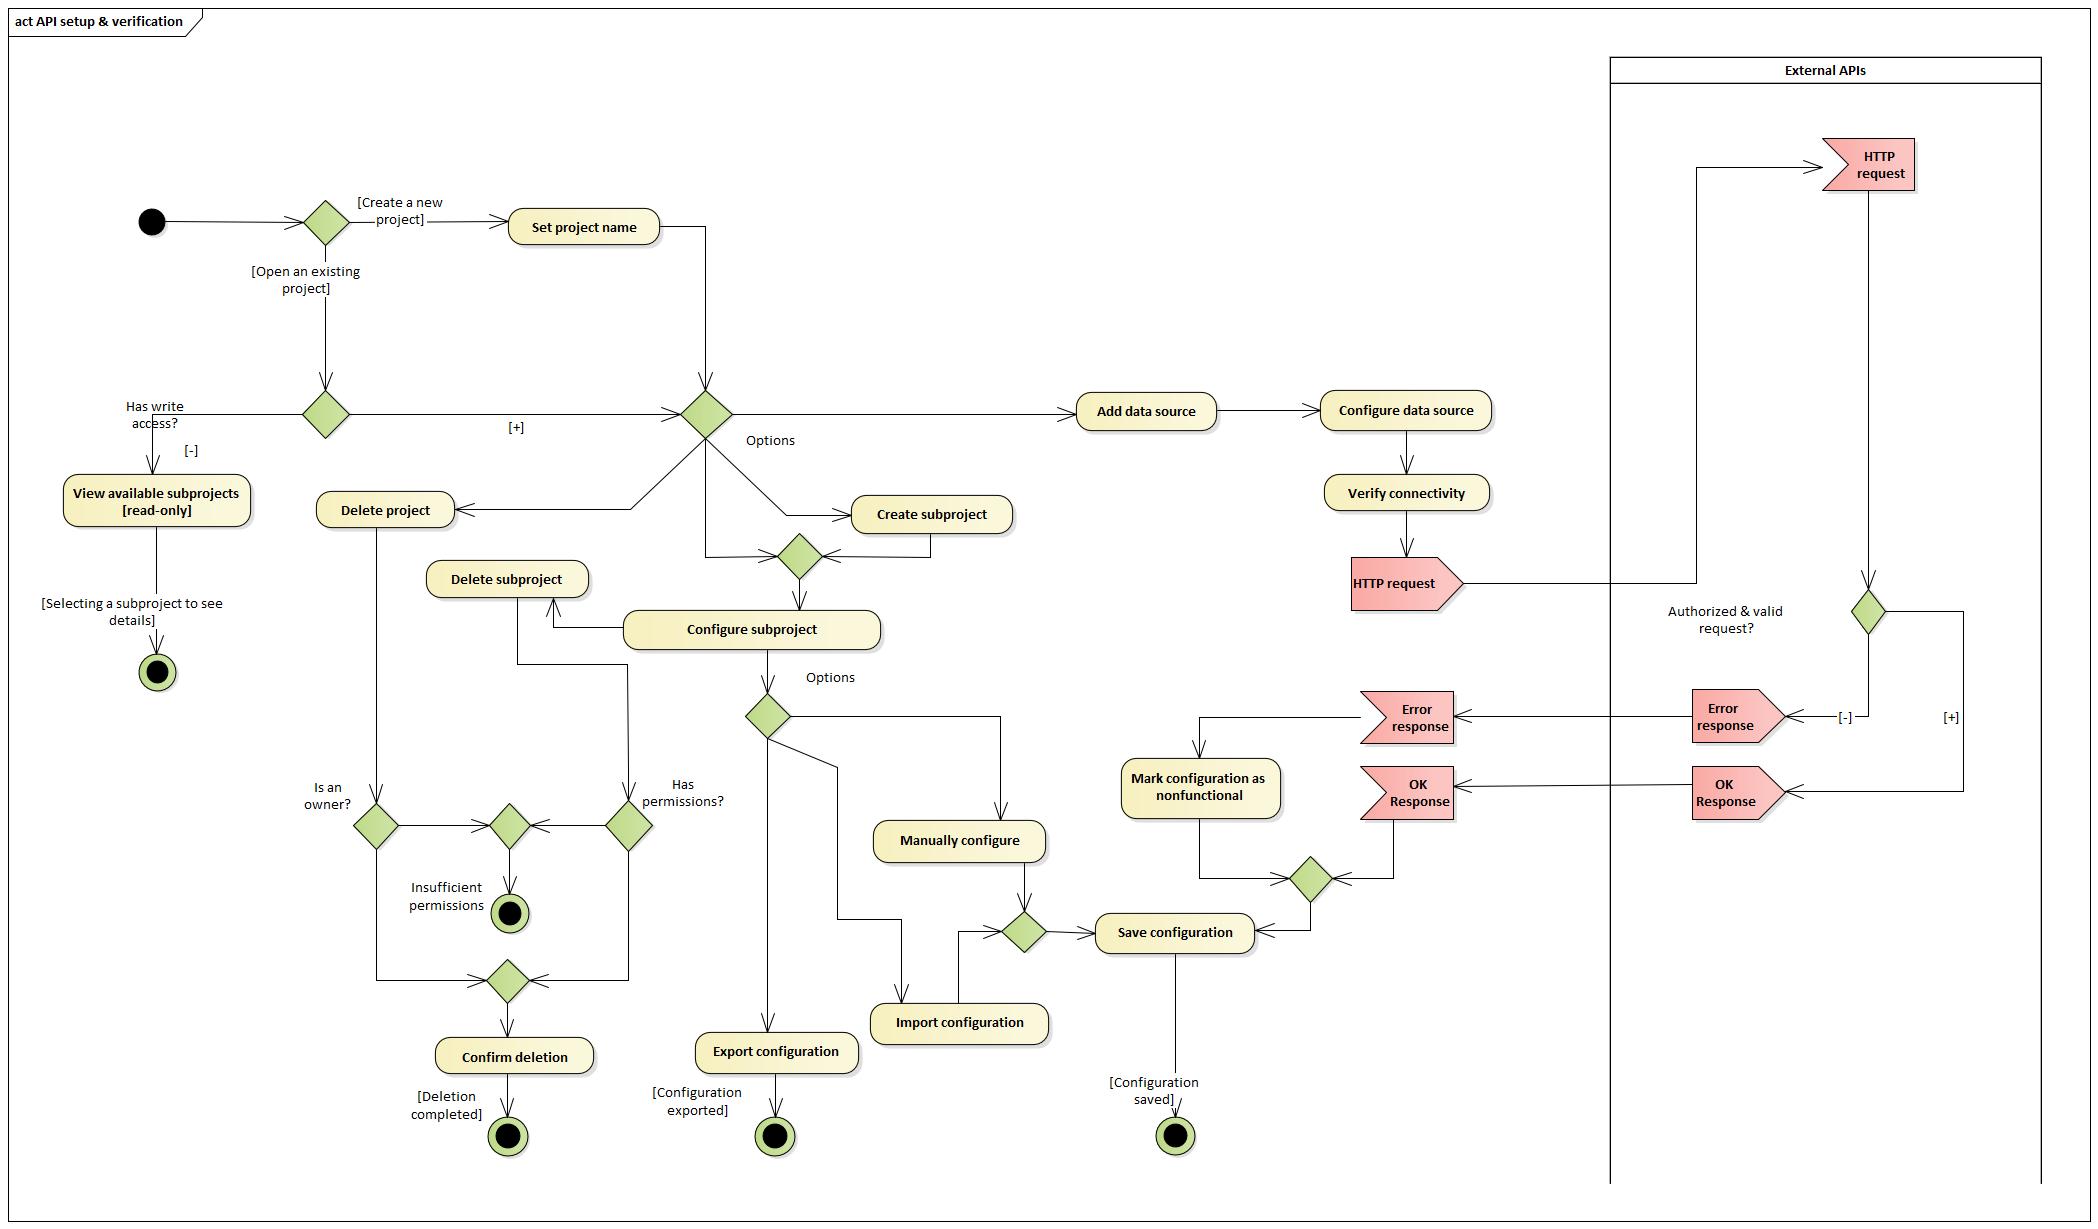 act API setup & verification
External APIs
HTTP
request
[Create a new
project]
Set project name
[Open an existing
project]
Has write
access?
[+]
[-]
Options
Add data source
Configure data source
View available subprojects
[read-only]
Delete project
Create subproject
Verify connectivity
Delete subproject
HTTP request
[Selecting a subproject to see
details]
Configure subproject
Authorized & valid
request?
Options
Error
response
Error
response
[-]
[+]
Mark configuration as
nonfunctional
OK
Response
OK
Response
Is an
owner?
Has
permissions?
Manually configure
Insufficient
permissions
Save configuration
Import configuration
Confirm deletion
Export configuration
[Deletion
completed]
[Configuration
exported]
[Configuration
saved]